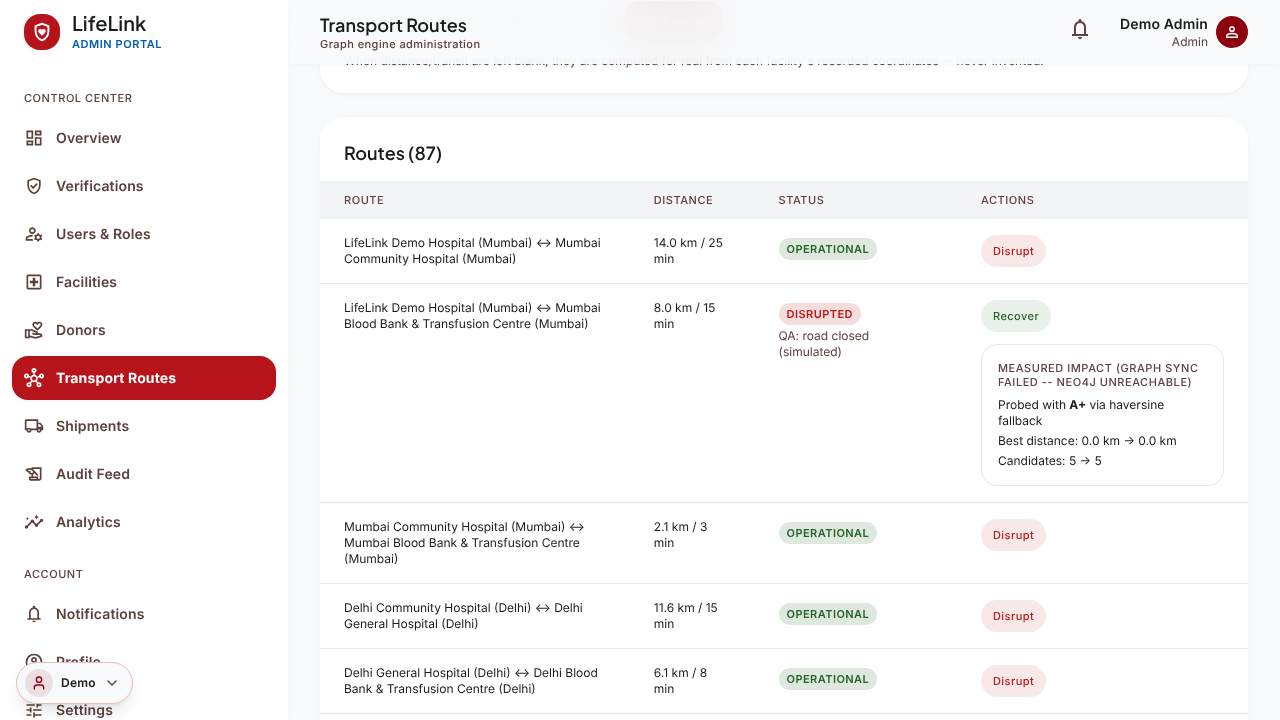 LifeLink
ADMIN PORTAL
CONTROL CENTER
Overview
Verifications
Users & Roles
Facilities
Donors
Transport Routes
Shipments
Audit Feed
Analytics
ACCOUNT
Notifications
Profile
Demo
Settings
Transport Routes
Graph engine administration
Demo Admin
Admin
Routes (87)
ROUTE
DISTANCE
STATUS
ACTIONS
LifeLink Demo Hospital (Mumbai) ↔ Mumbai
Community Hospital (Mumbai)
14.0 km / 25
min
OPERATIONAL
Disrupt
LifeLink Demo Hospital (Mumbai) ↔ Mumbai
Blood Bank & Transfusion Centre (Mumbai)
8.0 km / 15
min
DISRUPTED
QA: road closed
(simulated)
Recover
MEASURED IMPACT (GRAPH SYNC
FAILED -- NEO4J UNREACHABLE)
Probed with A+ via haversine
fallback
Best distance: 0.0 km → 0.0 km
Candidates: 5 → 5
Mumbai Community Hospital (Mumbai) ↔
Mumbai Blood Bank & Transfusion Centre
(Mumbai)
2.1 km / 3
min
OPERATIONAL
Disrupt
Delhi Community Hospital (Delhi) ↔ Delhi
General Hospital (Delhi)
11.6 km / 15
min
OPERATIONAL
Disrupt
Delhi General Hospital (Delhi) ↔ Delhi Blood
Bank & Transfusion Centre (Delhi)
6.1 km / 8
min
OPERATIONAL
Disrupt